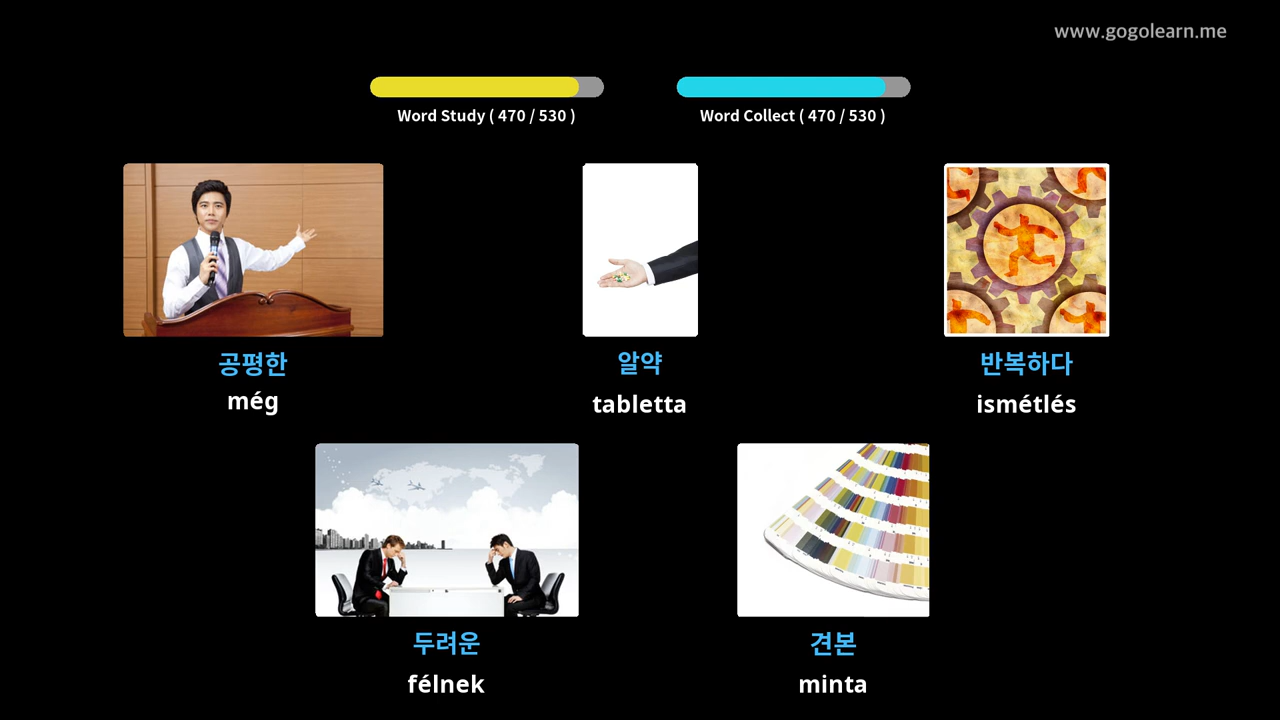 www.gogolearn.me
Word Study ( 470 / 530 )
Word Collect ( 470 / 530 )
공평한
알약
반복하다
még
tabletta
ismétlés
두려운
견본
félnek
minta